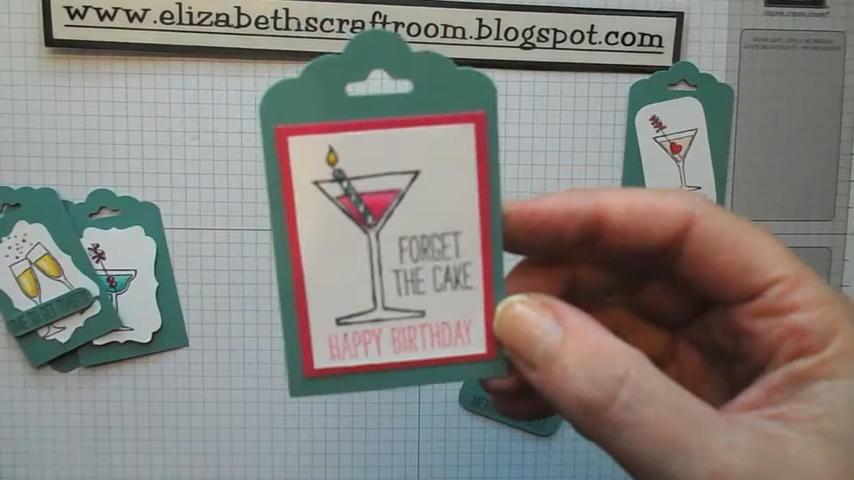 www.elizabethscraftroom.blogspot.com
FORGET
THE CAKE
HAPPY BIRTHDAY